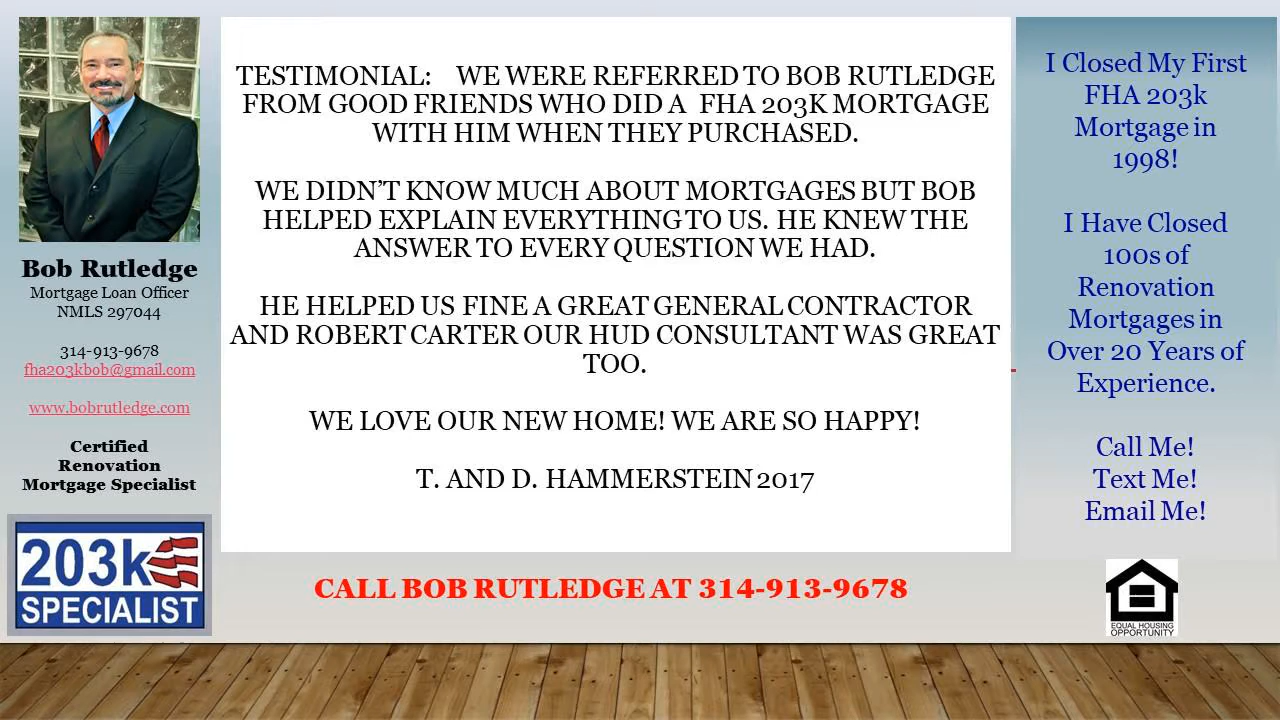 Bob Rutledge
Mortgage Loan Officer
NMLS 297044
314-913-9678
fha203kbob@gmail.com
www.bobrutledge.com
Certified
Renovation
Mortgage Specialist
203k
SPECIALIST
TESTIMONIAL: WE WERE REFERRED TO BOB RUTLEDGE
FROM GOOD FRIENDS WHO DID A FHA 203K MORTGAGE
WITH HIM WHEN THEY PURCHASED.
WE DIDN'T KNOW MUCH ABOUT MORTGAGES BUT BOB
HELPED EXPLAIN EVERYTHING TO US. HE KNEW THE
ANSWER TO EVERY QUESTION WE HAD.
HE HELPED US FINE A GREAT GENERAL CONTRACTOR
AND ROBERT CARTER OUR HUD CONSULTANT WAS GREAT
TOO.
WE LOVE OUR NEW HOME! WE ARE SO HAPPY!
T. AND D. HAMMERSTEIN 2017
CALL BOB RUTLEDGE AT 314-913-9678
I Closed My First
FHA 203k
Mortgage in
1998!
I Have Closed
100s of
Renovation
Mortgages in
Over 20 Years of
Experience.
Call Me!
Text Me!
Email Me!
EQUAL HOUSING
OPPORTUNITY